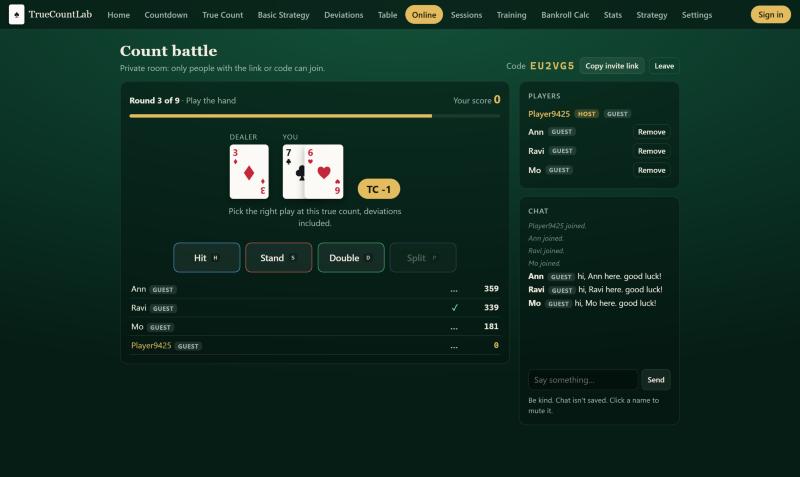 TrueCountLab Home Countdown True Count Basic Strategy Deviations Table Online Sessions Training Bankroll Calc Stats Strategy Settings Sign in
Count battle
Private room: only people with the link or code can join.
Code EU2VG5 Copy invite link Leave
Round 3 of 9 · Play the hand
Your score 0
DEALER YOU
3
3
7
6
6
TC -1
Pick the right play at this true count, deviations
included.
Hit H
Stand S
Double D
Split P
Ann GUEST ... 359
Ravi GUEST ✓ 339
Mo GUEST ... 181
Player9425 GUEST ... 0
PLAYERS
Player9425 HOST GUEST
Ann GUEST Remove
Ravi GUEST Remove
Mo GUEST Remove
CHAT
Player9425 joined.
Ann joined.
Ravi joined.
Mo joined.
Ann GUEST hi, Ann here. good luck!
Ravi GUEST hi, Ravi here. good luck!
Mo GUEST hi, Mo here. good luck!
Say something... Send
Be kind. Chat isn't saved. Click a name to
mute it.